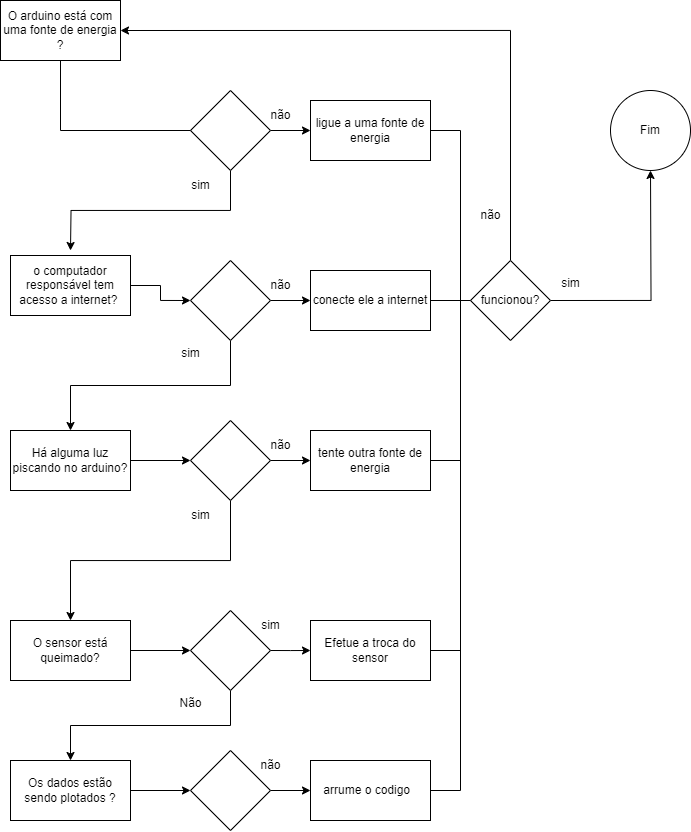 O arduino está com
uma fonte de energia
?
não
ligue a uma fonte de
energia
Fim
sim
não
o computador
responsável tem
acesso a internet?
não
conecte ele a internet
funcionou?
sim
sim
Há alguma luz
piscando no arduino?
não
tente outra fonte de
energia
sim
O sensor está
queimado?
sim
Efetue a troca do
sensor
Não
Os dados estão
sendo plotados ?
não
arrume o codigo